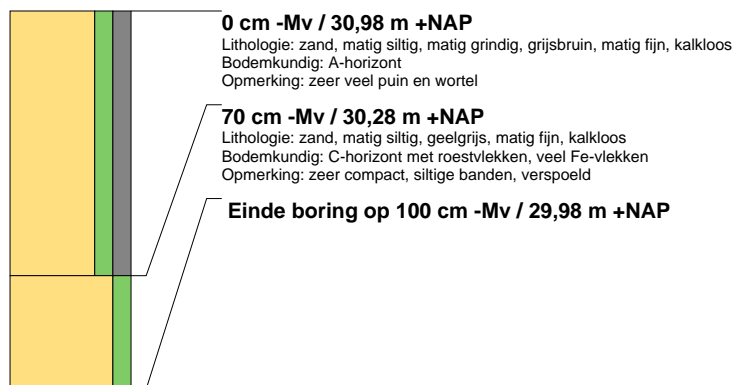 0 cm -Mv / 30,98 m +NAP
Lithologie: zand, matig siltig, matig grindig, grijsbruin, matig fijn, kalkloos
Bodemkundig: A-horizont
Opmerking: zeer veel puin en wortel
70 cm -Mv / 30,28 m +NAP
Lithologie: zand, matig siltig, geelgrijs, matig fijn, kalkloos
Bodemkundig: C-horizont met roestvlekken, veel Fe-vlekken
Opmerking: zeer compact, siltige banden, verspoeld
Einde boring op 100 cm -Mv / 29,98 m +NAP